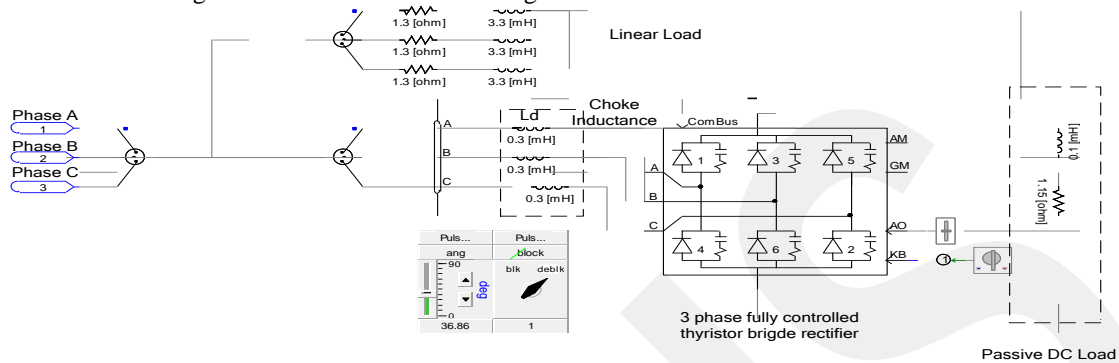 1.3 [ohm]
3.3 [mH]
1.3 [ohm]
3.3 [mH]
1.3 [ohm]
3.3 [mH]
Linear Load
Phase A
1
Phase B
2
Phase C
3
A
B
C
Ld
0.3 [mH]
0.3 [mH]
0.3 [mH]
Choke
Inductance
ComBus
A
B
C
1
3
5
4
6
2
AM
GM
AO
KB
1
0.1 [mH]
1.15 [ohm]
Puls...
Puls...
ang
block
90
0
deg
blk
deblk
36.86
1
3 phase fully controlled
thyristor brigde rectifier
Passive DC Load